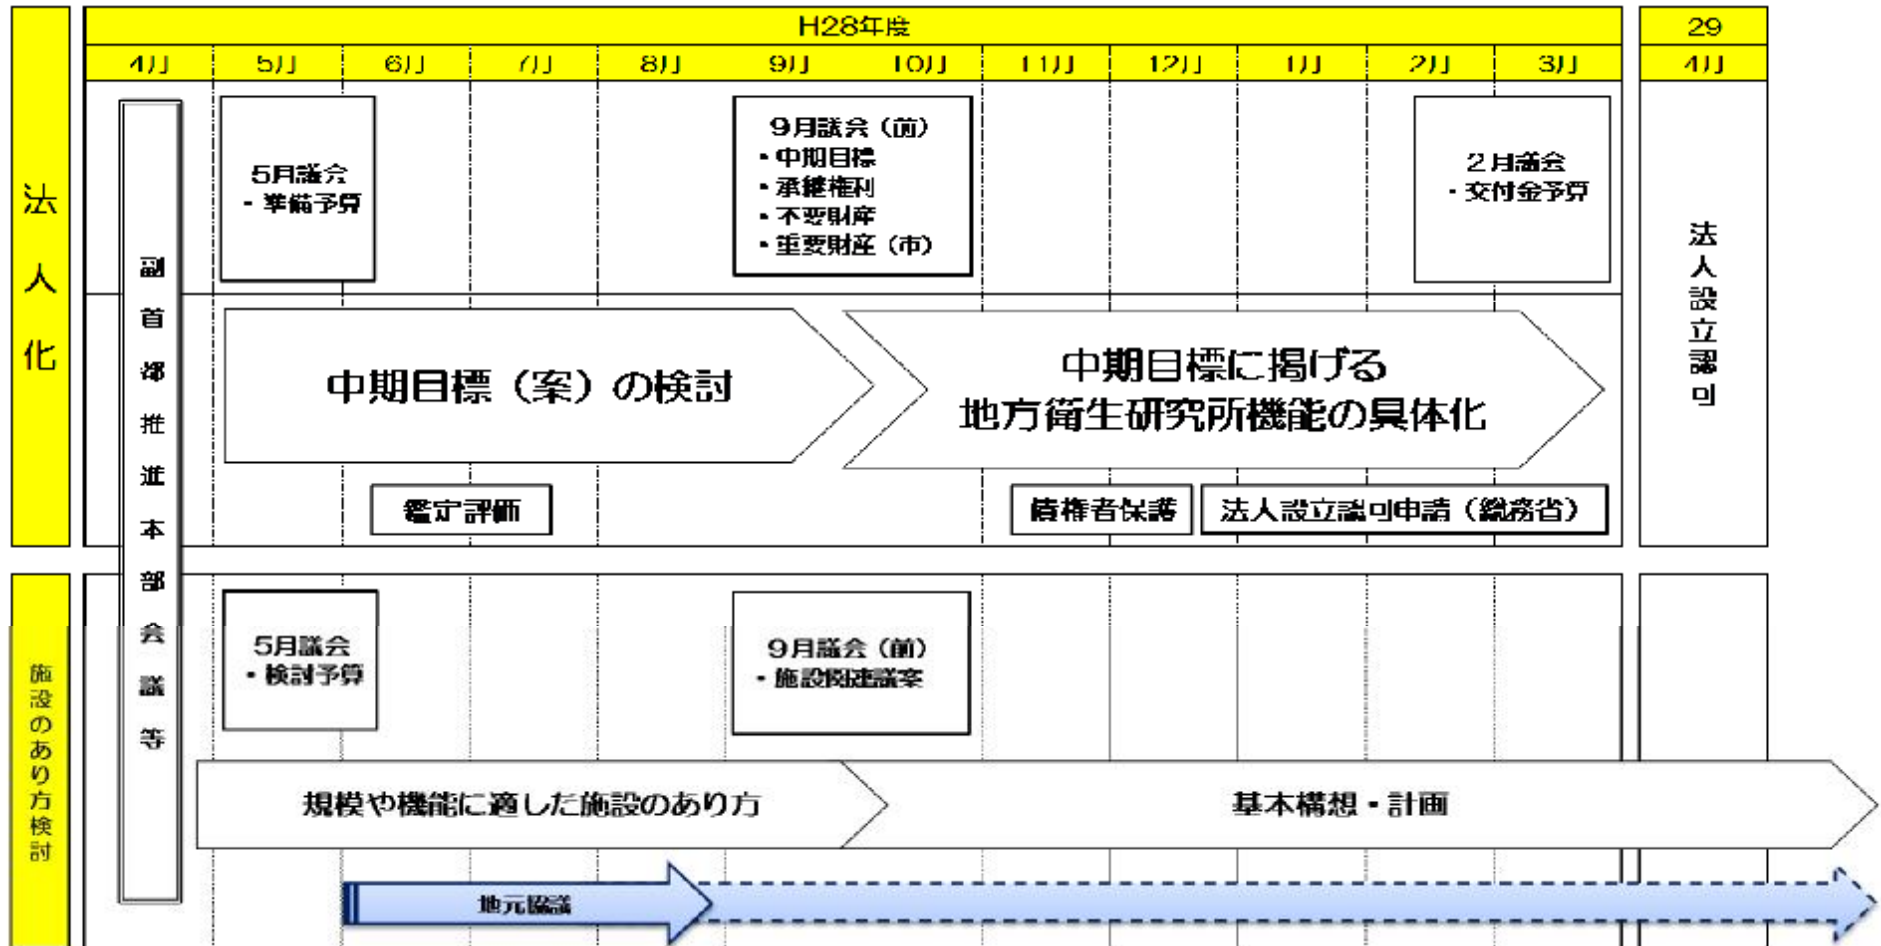 H28年度
29
4月
5月
6月
7月
8月
9月
10月
11月
12月
1月
2月
3月
4月
法人化
副首都推進本部会議等
5月議会
・準備予算
9月議会（前）
・中期目標
・承継権利
・不要財産
・重要財産（市）
2月議会
・交付金予算
法人設立認可
中期目標（案）の検討
中期目標に掲げる
地方衛生研究所機能の具体化
鑑定評価
債権者保護
法人設立認可申請（総務省）
施設のあり方検討
5月議会
・検討予算
9月議会（前）
・施設関連議案
規模や機能に適した施設のあり方
基本構想・計画
地元協議